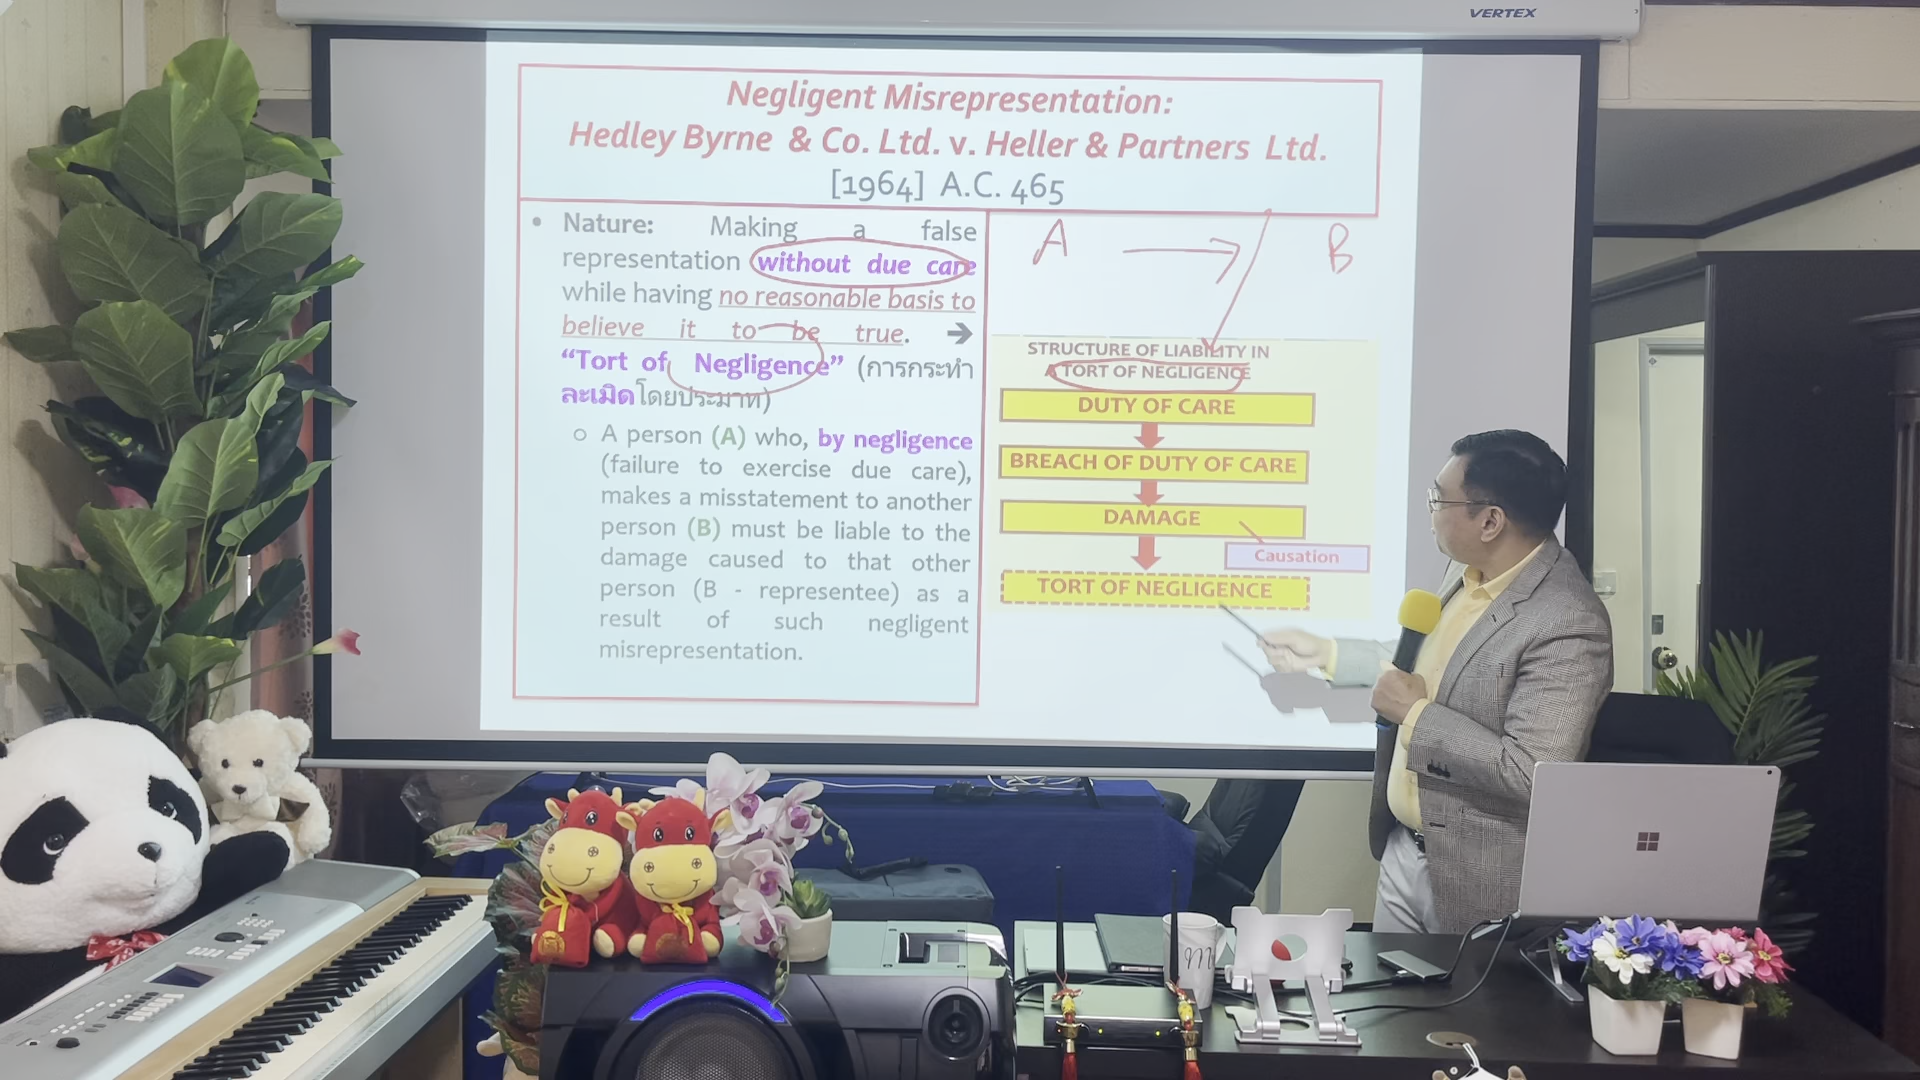 VERTEX
Negligent Misrepresentation:
Hedley Byrne & Co. Ltd. v. Heller & Partners Ltd.
[1964] A.C. 465
• Nature: Making a false
representation without due care
while having no reasonable basis to
believe it to be true. ➔
“Tort of Negligence” (การกระทำ
ละเมิดโดยประมาท)
o A person (A) who, by negligence
(failure to exercise due care),
makes a misstatement to another
person (B) must be liable to the
damage caused to that other
person (B - representee) as a
result of such negligent
misrepresentation.
A → B
STRUCTURE OF LIABILITY IN
A TORT OF NEGLIGENCE
DUTY OF CARE
BREACH OF DUTY OF CARE
DAMAGE
Causation
TORT OF NEGLIGENCE